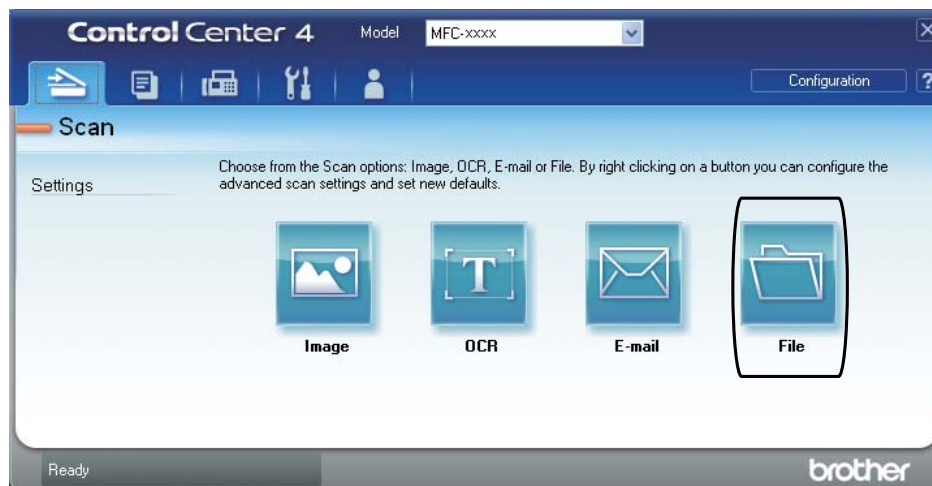 Control Center 4 Model MFC-xxxx
Configuration ?
Scan
Choose from the Scan options: Image, OCR, E-mail or File. By right clicking on a button you can configure the
advanced scan settings and set new defaults.
Settings
T
Image OCR E-mail File
Ready brother